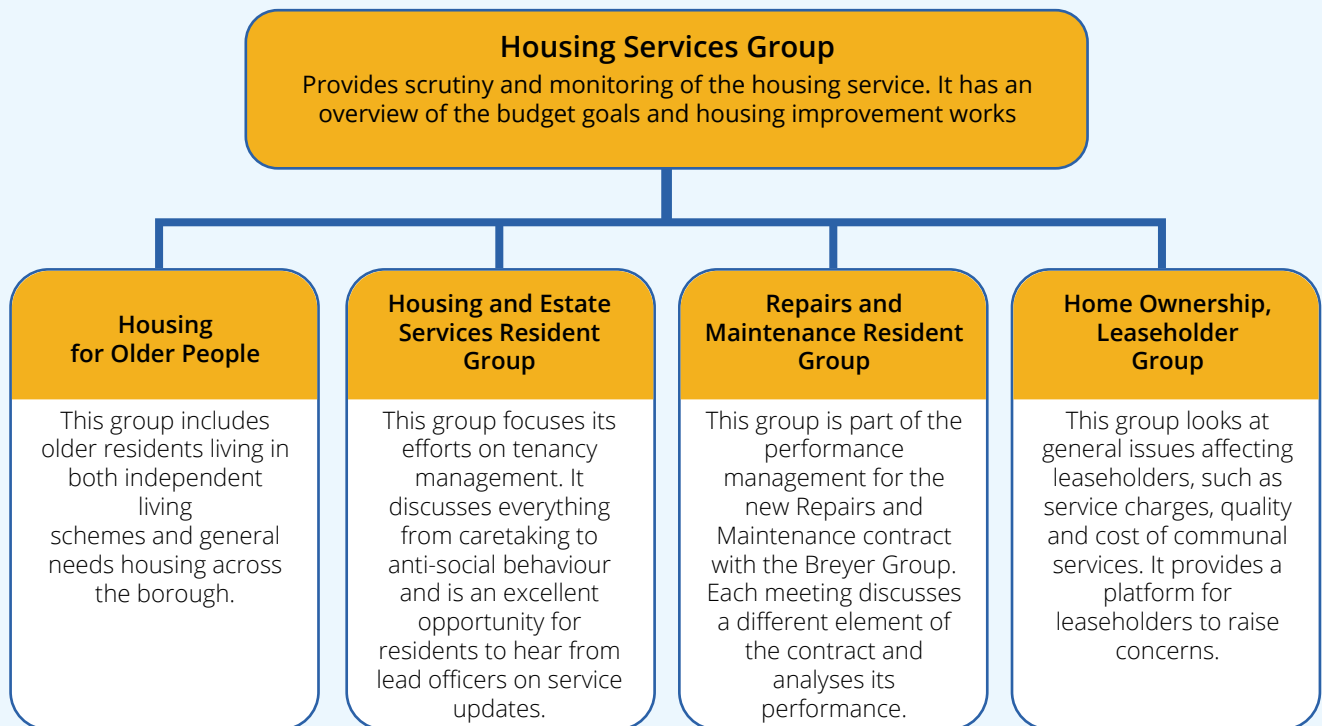 Housing Services Group
Provides scrutiny and monitoring of the housing service. It has an
overview of the budget goals and housing improvement works
Housing
for Older People
This group includes
older residents living in
both independent
living
schemes and general
needs housing across
the borough.
Housing and Estate
Services Resident
Group
This group focuses its
efforts on tenancy
management. It
discusses everything
from caretaking to
anti-social behaviour
and is an excellent
opportunity for
residents to hear from
lead officers on service
updates.
Repairs and
Maintenance Resident
Group
This group is part of the
performance
management for the
new Repairs and
Maintenance contract
with the Breyer Group.
Each meeting discusses
a different element of
the contract and
analyses its
performance.
Home Ownership,
Leaseholder
Group
This group looks at
general issues affecting
leaseholders, such as
service charges, quality
and cost of communal
services. It provides a
platform for
leaseholders to raise
concerns.